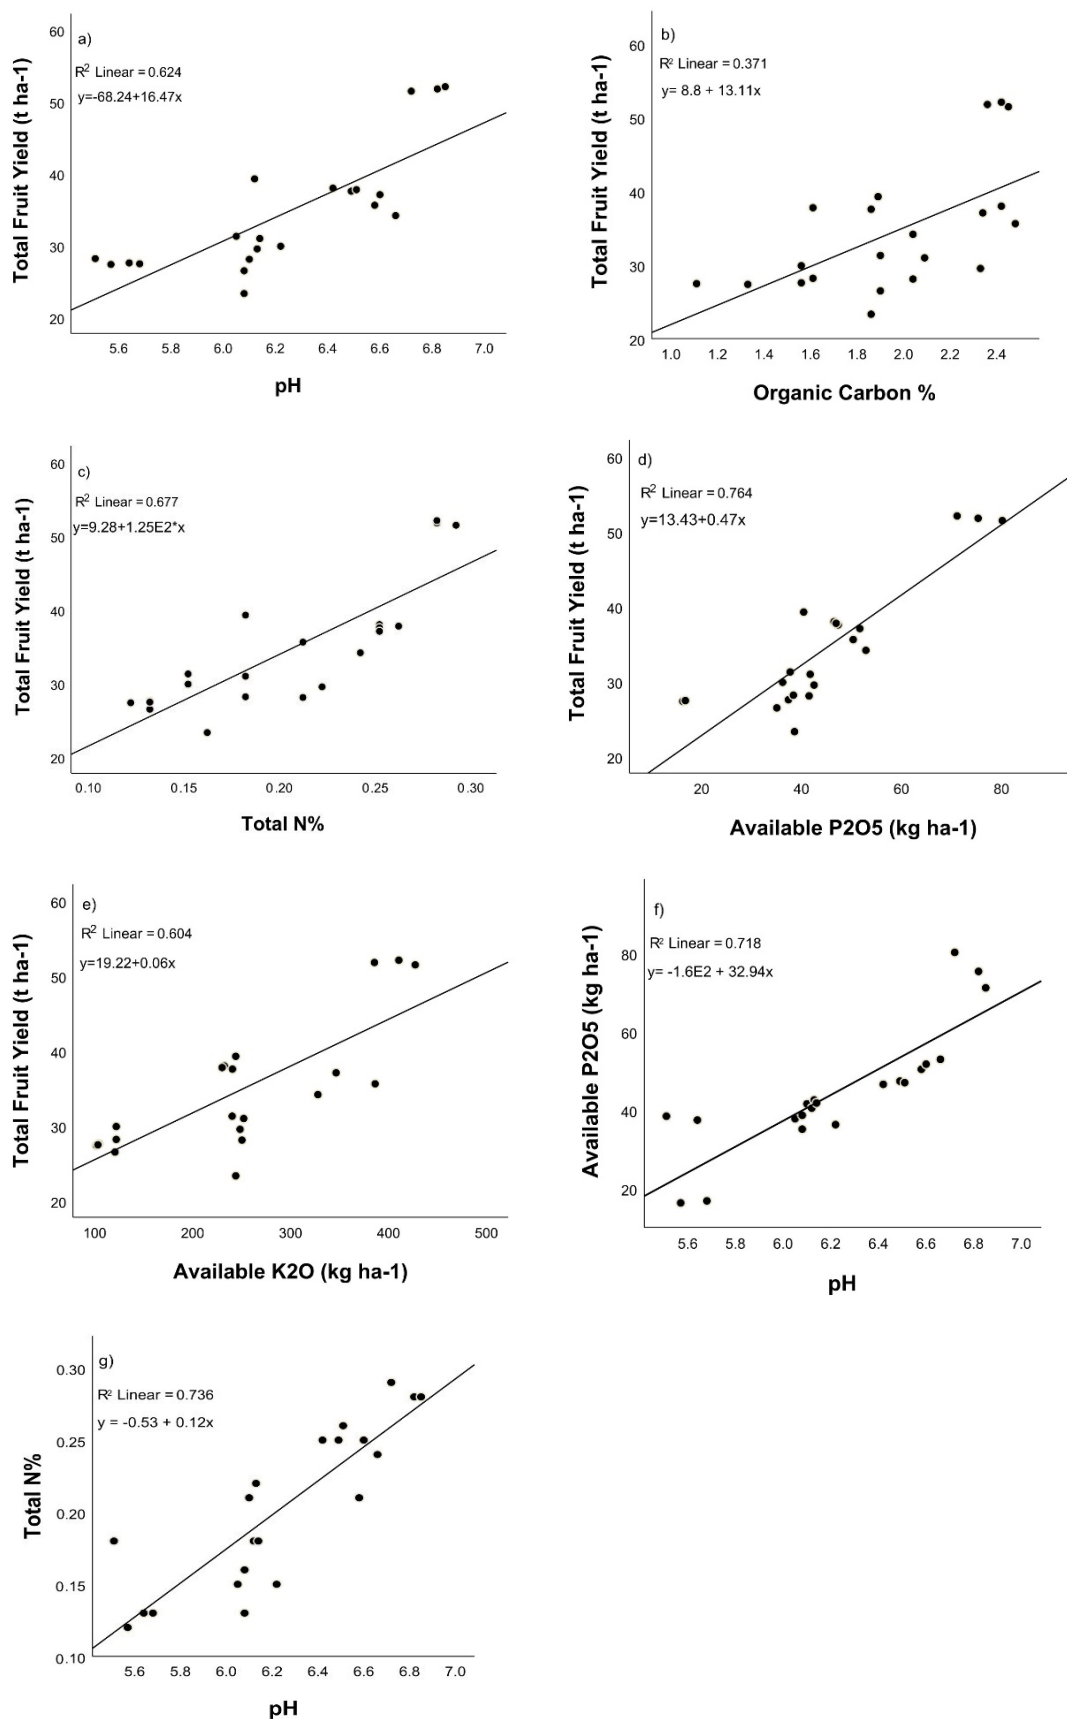 a)
R² Linear = 0.624
y=-68.24+16.47x
Total Fruit Yield (t ha-1)
60
50
40
30
20
5.6 5.8 6.0 6.2 6.4 6.6 6.8 7.0
pH
b)
R² Linear = 0.371
y= 8.8 + 13.11x
Total Fruit Yield (t ha-1)
60
50
40
30
20
1.0 1.2 1.4 1.6 1.8 2.0 2.2 2.4
Organic Carbon %
c)
R² Linear = 0.677
y=9.28+1.25E2*x
Total Fruit Yield (t ha-1)
60
50
40
30
20
0.10 0.15 0.20 0.25 0.30
Total N%
d)
R² Linear = 0.764
y=13.43+0.47x
Total Fruit Yield (t ha-1)
60
50
40
30
20
20 40 60 80
Available P2O5 (kg ha-1)
e)
R² Linear = 0.604
y=19.22+0.06x
Total Fruit Yield (t ha-1)
60
50
40
30
20
100 200 300 400 500
Available K2O (kg ha-1)
f)
R² Linear = 0.718
y= -1.6E2 + 32.94x
Available P2O5 (kg ha-1)
80
60
40
20
5.6 5.8 6.0 6.2 6.4 6.6 6.8 7.0
pH
g)
R² Linear = 0.736
y = -0.53 + 0.12x
Total N%
0.30
0.25
0.20
0.15
0.10
5.6 5.8 6.0 6.2 6.4 6.6 6.8 7.0
pH